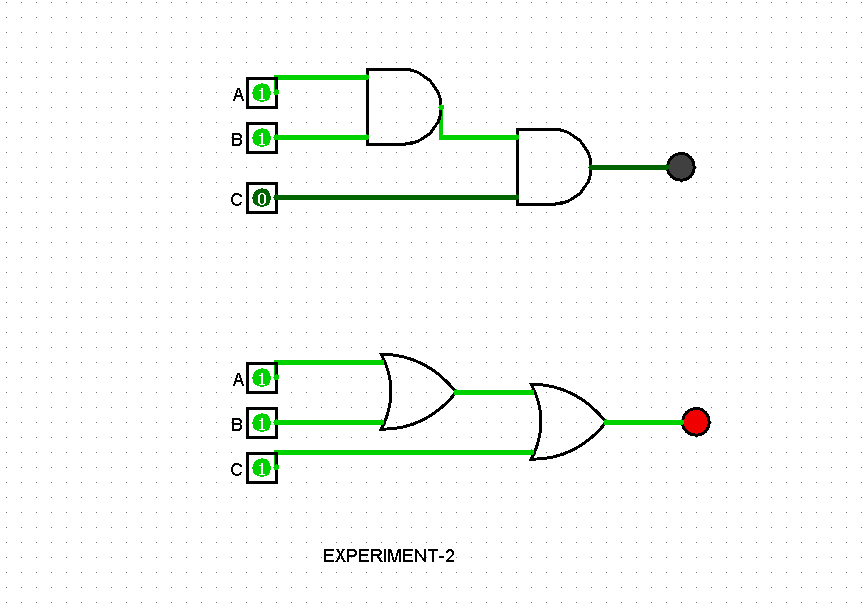 A 1
B 1
C 0
A 1
B 1
C 1
EXPERIMENT-2